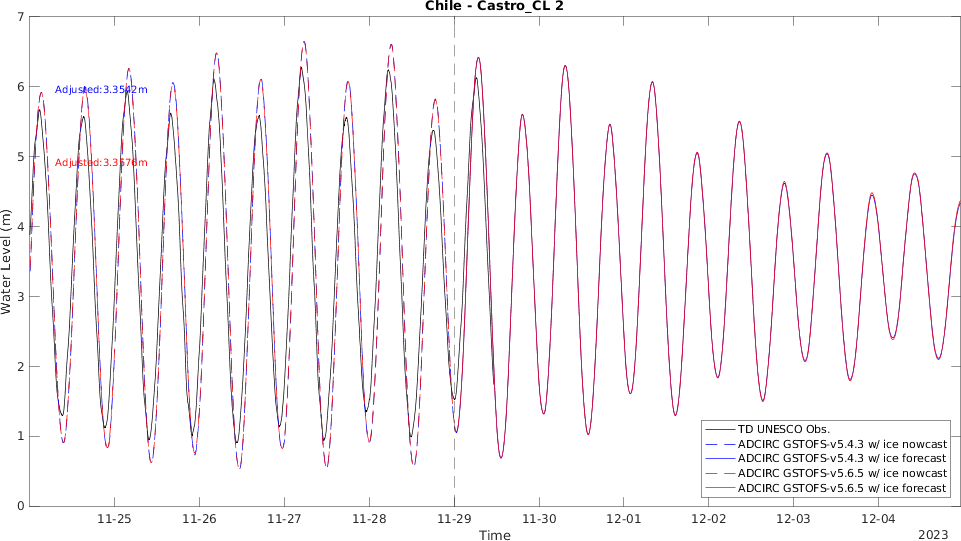 Chile - Castro_CL 2
7
6
5
4
3
2
1
0
Water Level (m)
Adjusted:3.3542m
Adjusted:3.3576m
TD UNESCO Obs.
ADCIRC GSTOFS-v5.4.3 w/ ice nowcast
ADCIRC GSTOFS-v5.4.3 w/ ice forecast
ADCIRC GSTOFS-v5.6.5 w/ ice nowcast
ADCIRC GSTOFS-v5.6.5 w/ ice forecast
11-25 11-26 11-27 11-28 11-29 11-30 12-01 12-02 12-03 12-04
Time
2023